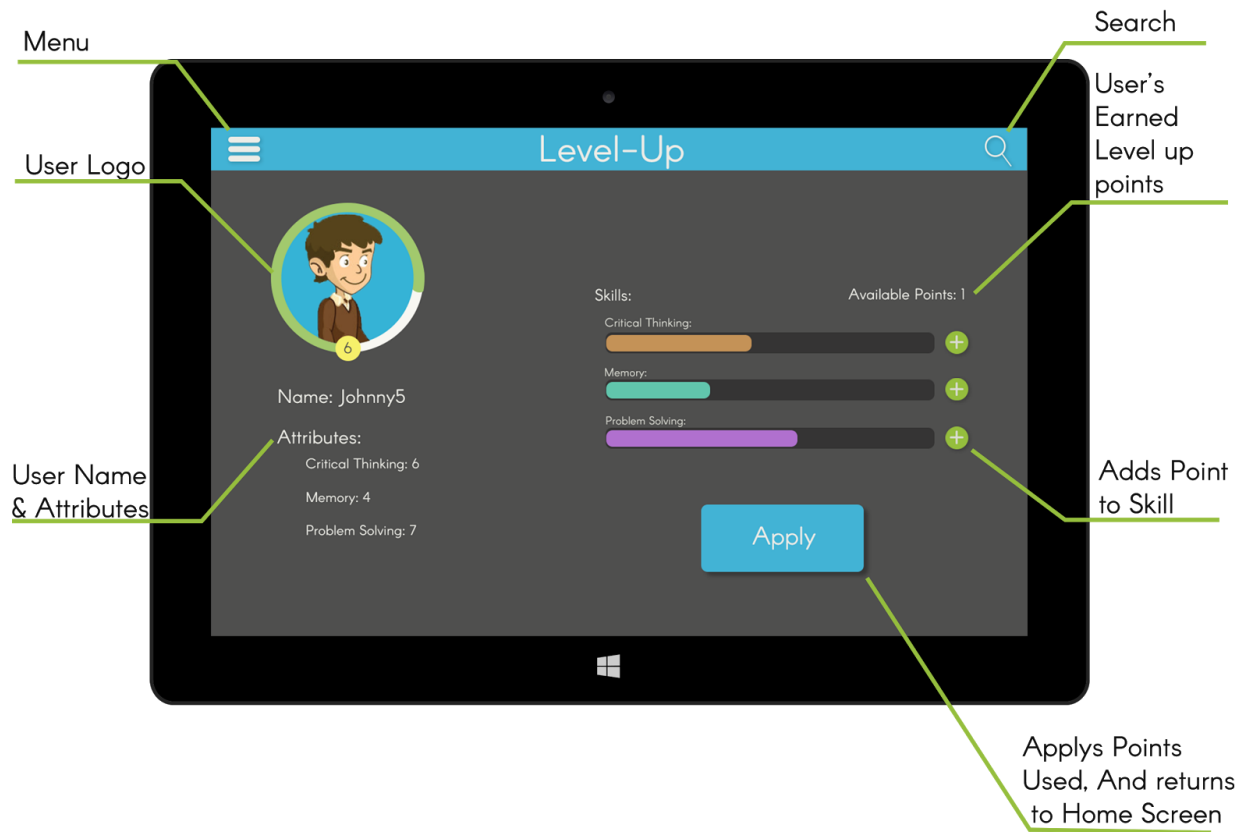 Menu
Search
User's
Earned
Level up
points
Level-Up
User Logo
6
Skills:
Available Points: 1
Critical Thinking:
Memory:
Problem Solving:
Name: Johnny5
Attributes:
Critical Thinking: 6
Memory: 4
Problem Solving: 7
User Name
& Attributes
Adds Point
to Skill
Apply
Applys Points
Used, And returns
to Home Screen